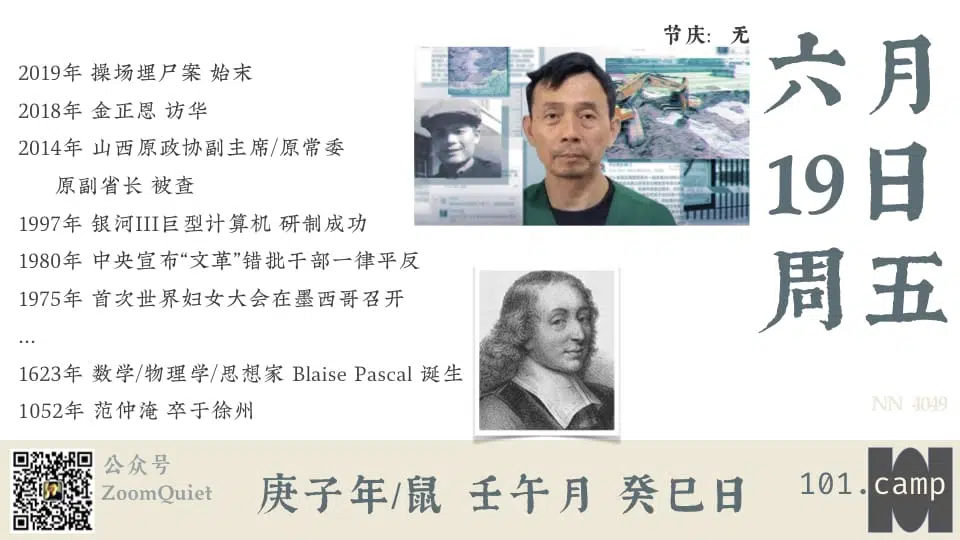 节庆： 无
六月
19日
周五
2019年 操场埋尸案 始末
2018年 金正恩 访华
2014年 山西原政协副主席/原常委
原副省长 被查
1997年 银河III巨型计算机 研制成功
1980年 中央宣布“文革”错批干部一律平反
1975年 首次世界妇女大会在墨西哥召开
...
1623年 数学/物理学/思想家 Blaise Pascal 诞生
1052年 范仲淹 卒于徐州
NN 4049
公众号
ZoomQuiet
庚子年/鼠 壬午月 癸巳日
101.camp